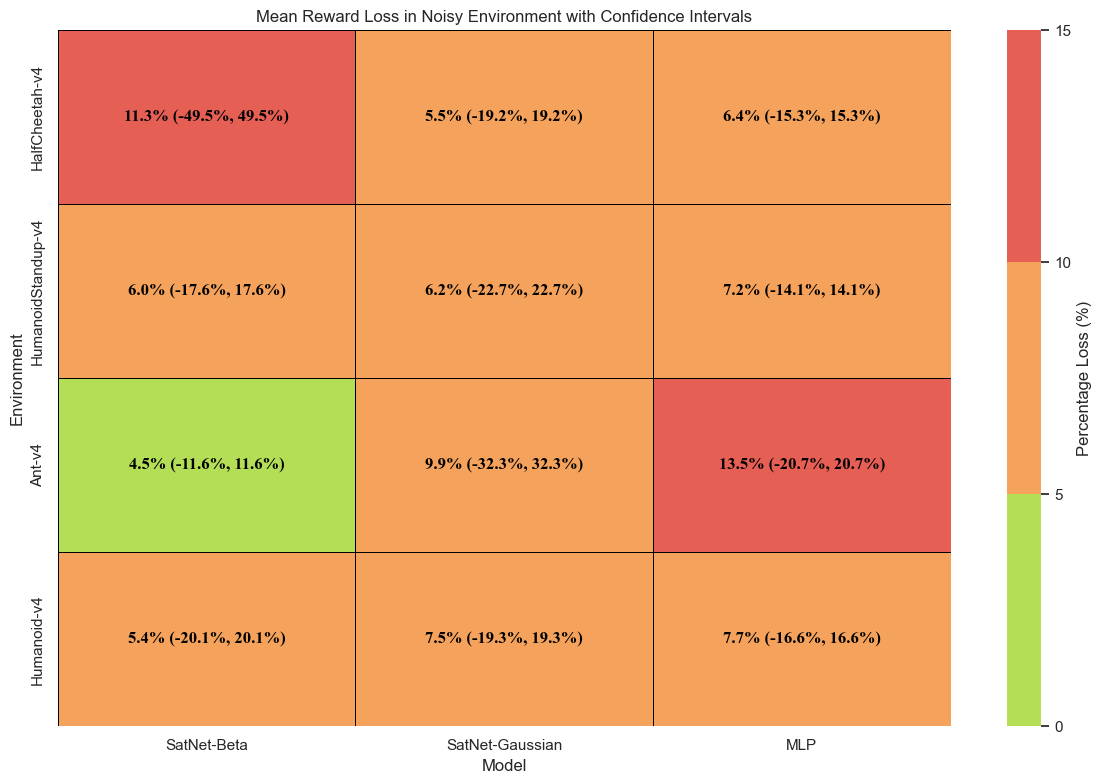 Mean Reward Loss in Noisy Environment with Confidence Intervals
Environment
HalfCheetah-v4
11.3% (-49.5%, 49.5%)
5.5% (-19.2%, 19.2%)
6.4% (-15.3%, 15.3%)
HumanoidStandup-v4
6.0% (-17.6%, 17.6%)
6.2% (-22.7%, 22.7%)
7.2% (-14.1%, 14.1%)
Ant-v4
4.5% (-11.6%, 11.6%)
9.9% (-32.3%, 32.3%)
13.5% (-20.7%, 20.7%)
Humanoid-v4
5.4% (-20.1%, 20.1%)
7.5% (-19.3%, 19.3%)
7.7% (-16.6%, 16.6%)
SatNet-Beta
SatNet-Gaussian
MLP
Model
15
10
5
0
Percentage Loss (%)